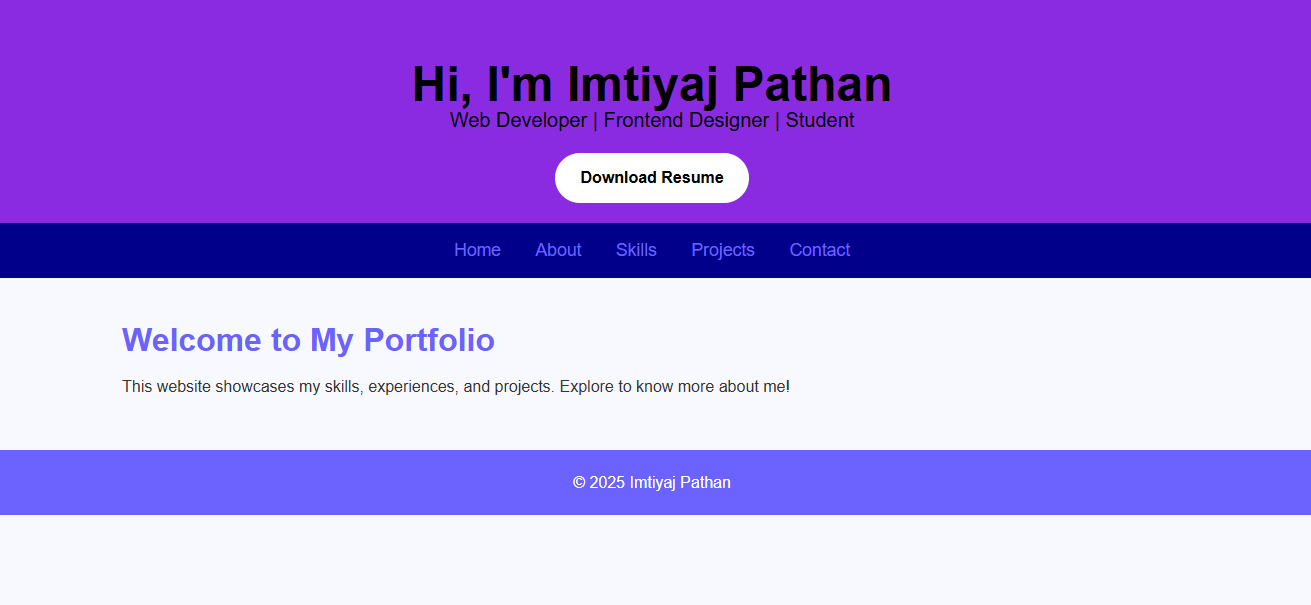 Hi, I'm Imtiyaj Pathan
Web Developer | Frontend Designer | Student
Download Resume
Home About Skills Projects Contact
Welcome to My Portfolio
This website showcases my skills, experiences, and projects. Explore to know more about me!
© 2025 Imtiyaj Pathan